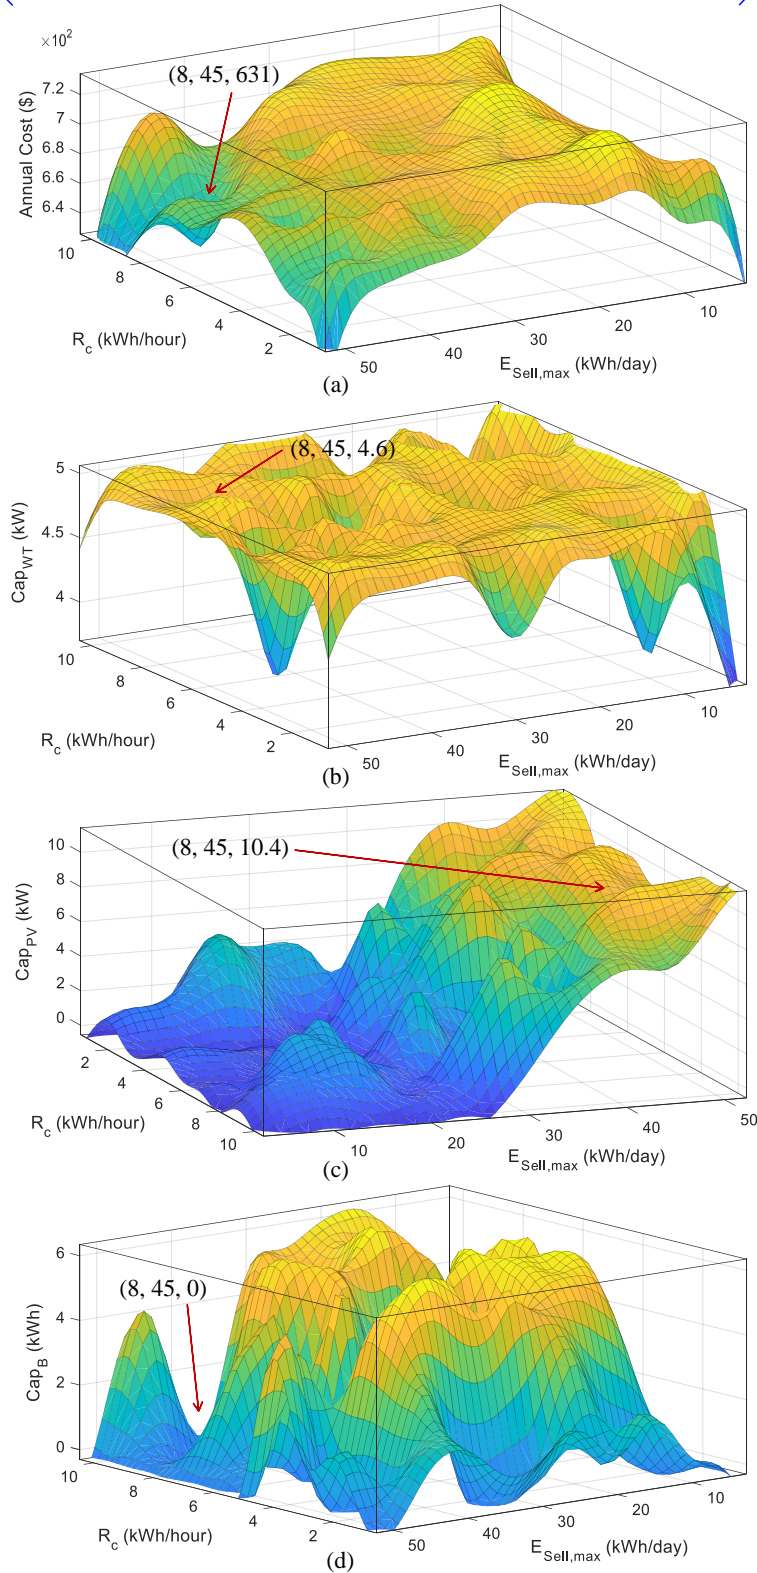 ×10²
(8, 45, 631)
7.2
7
6.8
6.6
6.4
Annual Cost ($)
10
8
6
4
2
R_c (kWh/hour)
50
40
30
20
10
E_Sell,max (kWh/day)
(a)
(8, 45, 4.6)
5
4.5
4
Cap_WT (kW)
10
8
6
4
2
R_c (kWh/hour)
50
40
30
20
10
E_Sell,max (kWh/day)
(b)
(8, 45, 10.4)
10
8
6
4
2
0
Cap_PV (kW)
2
4
6
8
10
R_c (kWh/hour)
10
20
30
40
50
E_Sell,max (kWh/day)
(c)
(8, 45, 0)
6
4
2
0
Cap_B (kWh)
10
8
6
4
2
R_c (kWh/hour)
50
40
30
20
10
E_Sell,max (kWh/day)
(d)